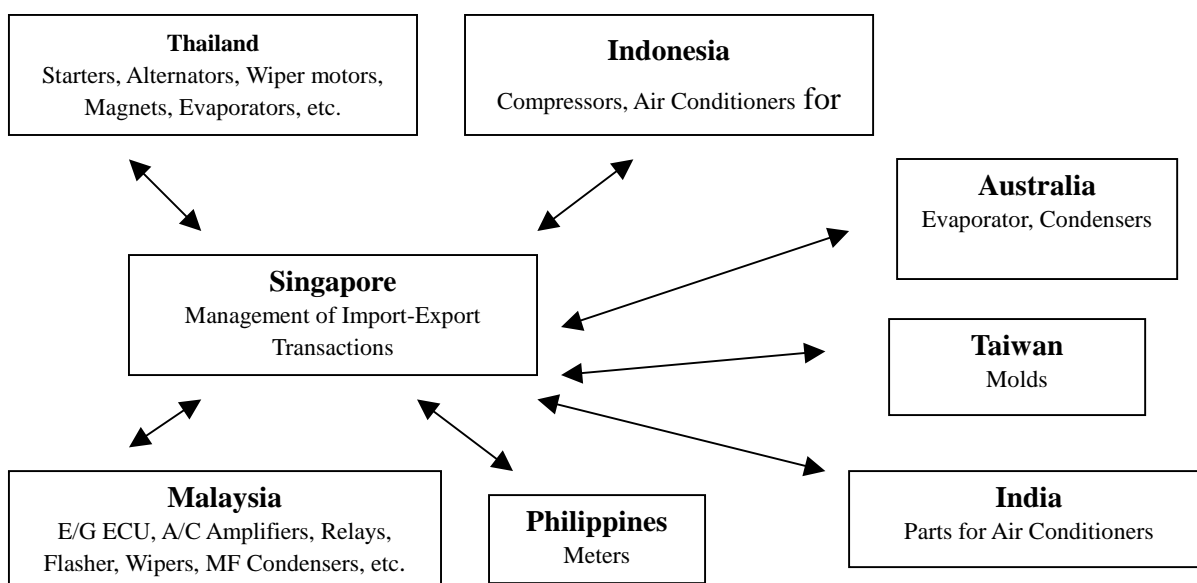 Thailand
Starters, Alternators, Wiper motors,
Magnets, Evaporators, etc.
Indonesia
Compressors, Air Conditioners for
Australia
Evaporator, Condensers
Singapore
Management of Import-Export
Transactions
Taiwan
Molds
Malaysia
E/G ECU, A/C Amplifiers, Relays,
Flasher, Wipers, MF Condensers, etc.
Philippines
Meters
India
Parts for Air Conditioners